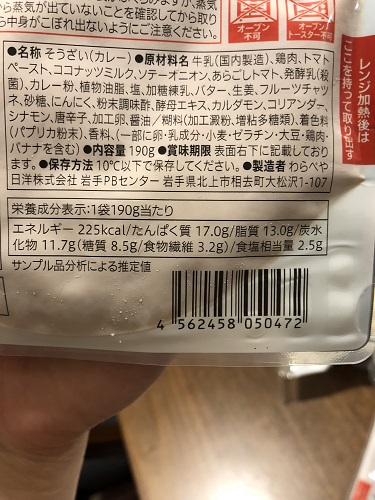 から蒸気が出ていないことを確認してから取り
中身がこぼれ出ないようにご注意ください。
オーブン
不可
オーブン
トースター不可
レンジ加熱後は
ここを持って取り出す
●名称 そうざい(カレー) ●原材料名 牛乳(国内製造)、鶏肉、トマト
ペースト、ココナッツミルク、ソテーオニオン、あらごしトマト、発酵乳(殺
菌)、カレー粉、植物油脂、塩、加糖練乳、バター、生姜、フルーツチャツ
ネ、砂糖、にんにく、粉末調味酢、酵母エキス、カルダモン、コリアンダー、
シナモン、唐辛子、加工卵、醤油／糊料(加工澱粉、増粘多糖類)、着色料
(パプリカ粉末)、香料、(一部に卵・乳成分・小麦・ゼラチン・大豆・鶏肉・
バナナを含む) ●内容量 190g ●賞味期限 表面右下に記載しており
ます。●保存方法 10℃以下で保存してください。●製造者 わらべや
日洋株式会社 岩手PBセンター 岩手県北上市相去町大松沢1-107
栄養成分表示:1袋190g当たり
エネルギー 225kcal/たんぱく質 17.0g/脂質 13.0g/炭水
化物 11.7g(糖質 8.5g/食物繊維 3.2g)/食塩相当量 2.5g
サンプル品分析による推定値
4 562458 050472